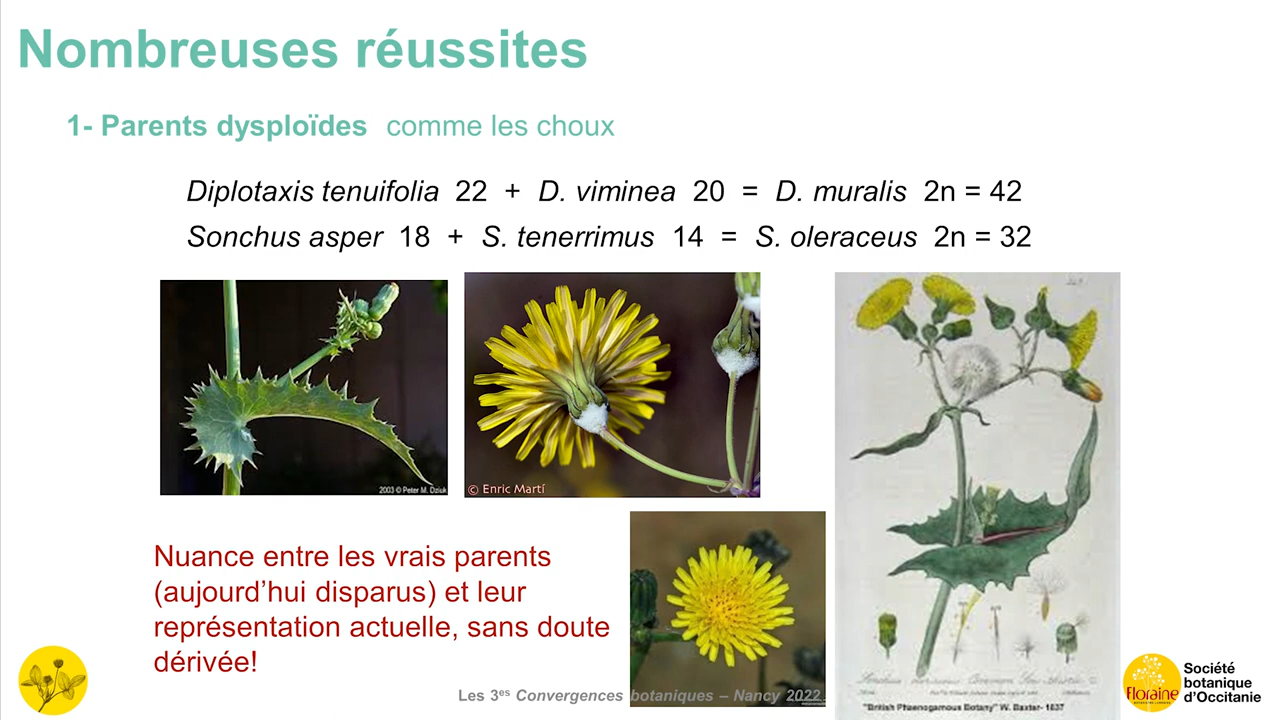 Nombreuses réussites
1- Parents dysploïdes comme les choux
Diplotaxis tenuifolia 22 + D. viminea 20 = D. muralis 2n = 42
Sonchus asper 18 + S. tenerrimus 14 = S. oleraceus 2n = 32
2003 © Peter M. Dziuk
© Enric Martí
Nuance entre les vrais parents
(aujourd'hui disparus) et leur
représentation actuelle, sans doute
dérivée!
Les 3es Convergences botaniques – Nancy 2022
"British Phaenogamous Botany" W. Baxter- 1837
Floraine
Société
botanique
d'Occitanie